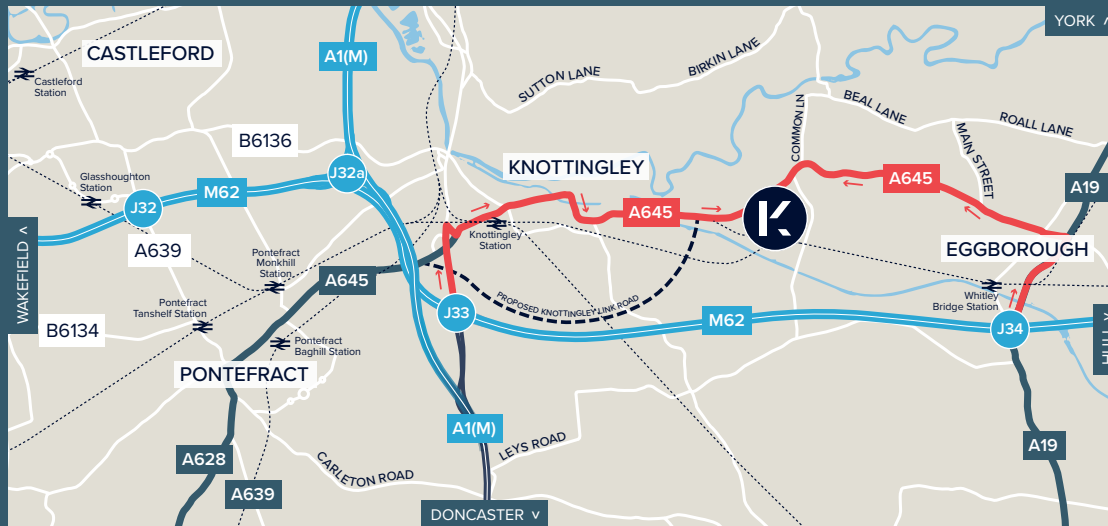 YORK ^
CASTLEFORD
A1(M)
Castleford
Station
SUTTON LANE
BIRKIN LANE
BEAL LANE
ROALL LANE
COMMON LN
MAIN STREET
B6136
KNOTTINGLEY
J32a
Glasshoughton
Station
M62
J32
A645
A645
A19
K
WAKEFIELD ^
A639
Knottingley
Station
EGGBOROUGH
Pontefract
Monkhill
Station
A645
Whitley
Bridge Station
PROPOSED KNOTTINGLEY LINK ROAD
Pontefract
Tanshelf Station
J33
M62
J34
B6134
Pontefract
Baghill Station
PONTEFRACT
A1(M)
LEYS ROAD
A19
A628
CARLETON ROAD
A639
DONCASTER v